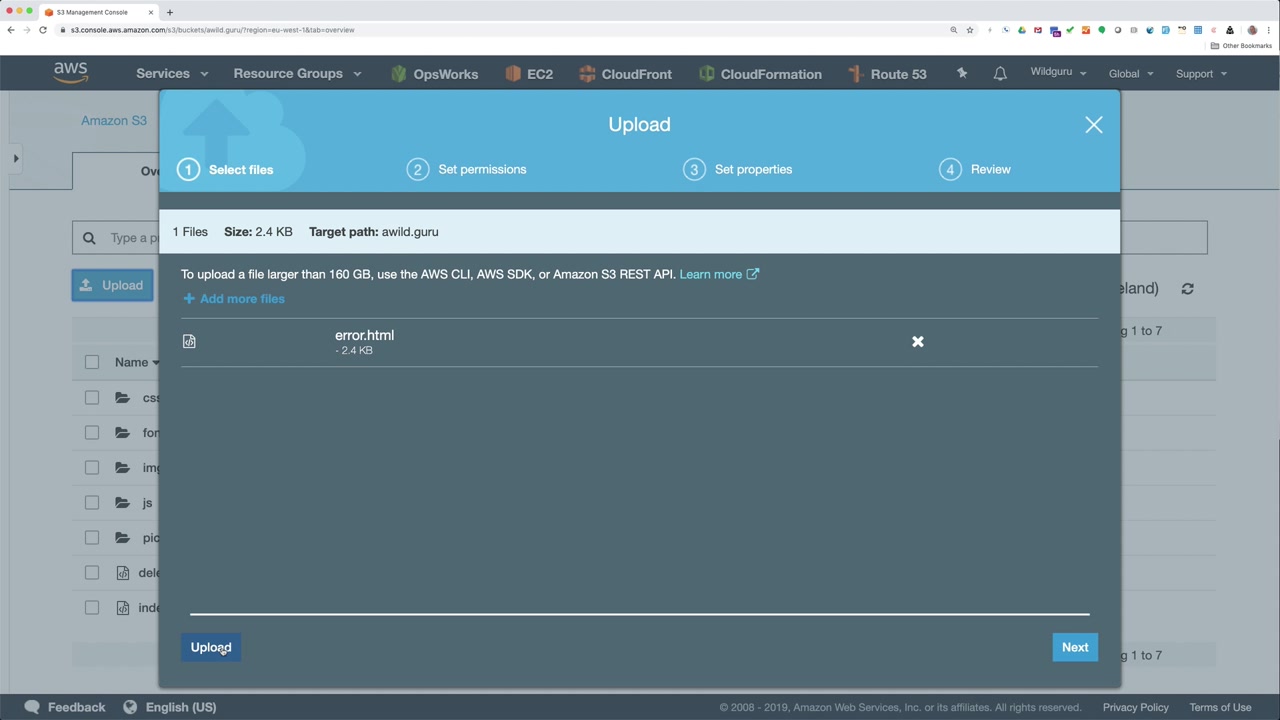 S3 Management Console
s3.console.aws.amazon.com/s3/buckets/awild.guru/?region=eu-west-1&tab=overview
Other Bookmarks
aws Services Resource Groups OpsWorks EC2 CloudFront CloudFormation Route 53 Wildguru Global Support
Amazon S3
Upload
1 Select files 2 Set permissions 3 Set properties 4 Review
Ove
1 Files Size: 2.4 KB Target path: awild.guru
Type a p
To upload a file larger than 160 GB, use the AWS CLI, AWS SDK, or Amazon S3 REST API. Learn more
Upload
eland)
Add more files
g 1 to 7
error.html
- 2.4 KB
Name
css
fon
img
js
pic
dele
inde
Upload Next
g 1 to 7
Feedback English (US) © 2008 - 2019, Amazon Web Services, Inc. or its affiliates. All rights reserved. Privacy Policy Terms of Use